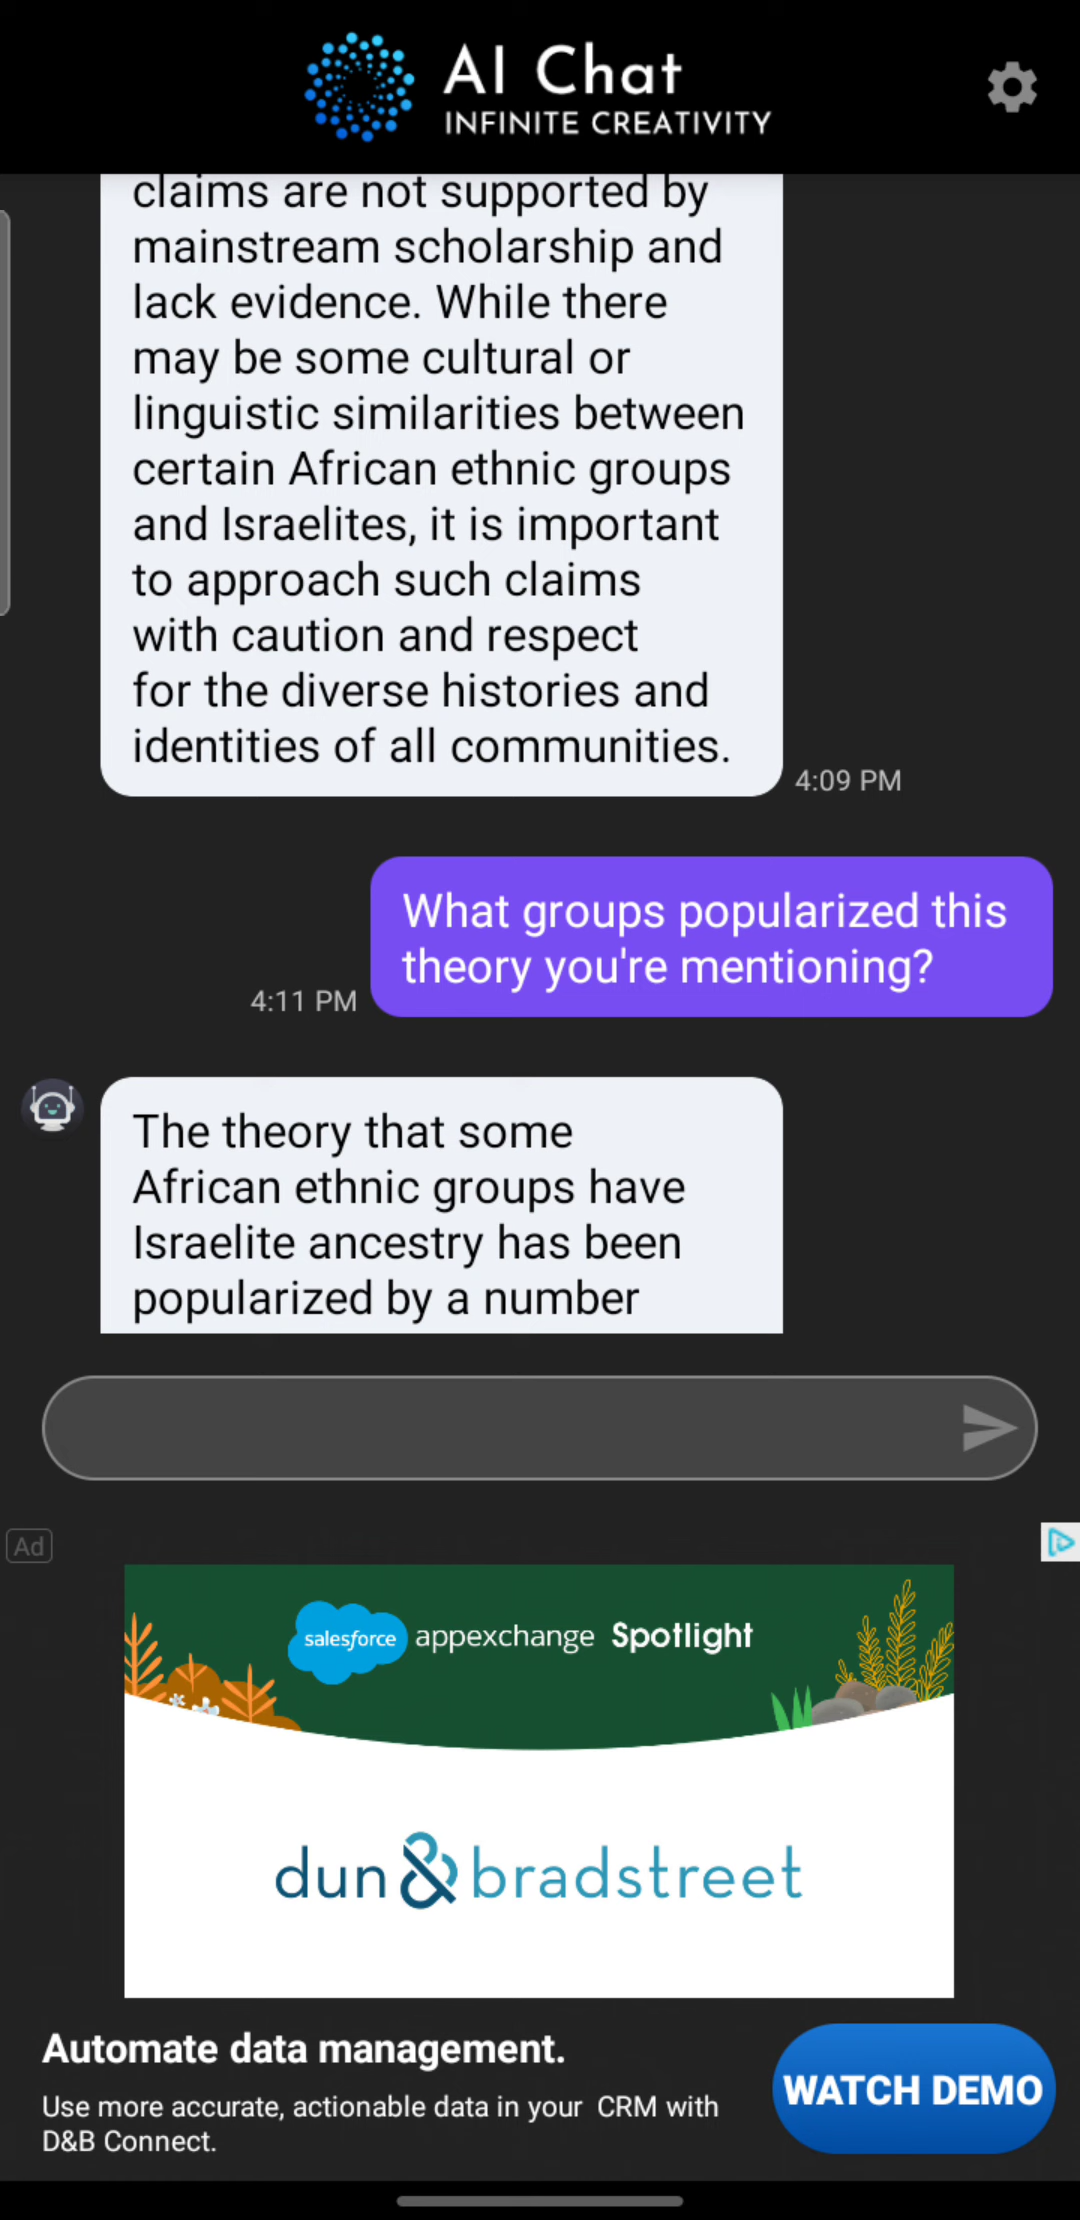 AI Chat
INFINITE CREATIVITY
claims are not supported by
mainstream scholarship and
lack evidence. While there
may be some cultural or
linguistic similarities between
certain African ethnic groups
and Israelites, it is important
to approach such claims
with caution and respect
for the diverse histories and
identities of all communities.
4:09 PM
What groups popularized this
theory you're mentioning?
4:11 PM
The theory that some
African ethnic groups have
Israelite ancestry has been
popularized by a number
Ad
salesforce appexchange Spotlight
dun & bradstreet
Automate data management.
Use more accurate, actionable data in your CRM with
D&B Connect.
WATCH DEMO